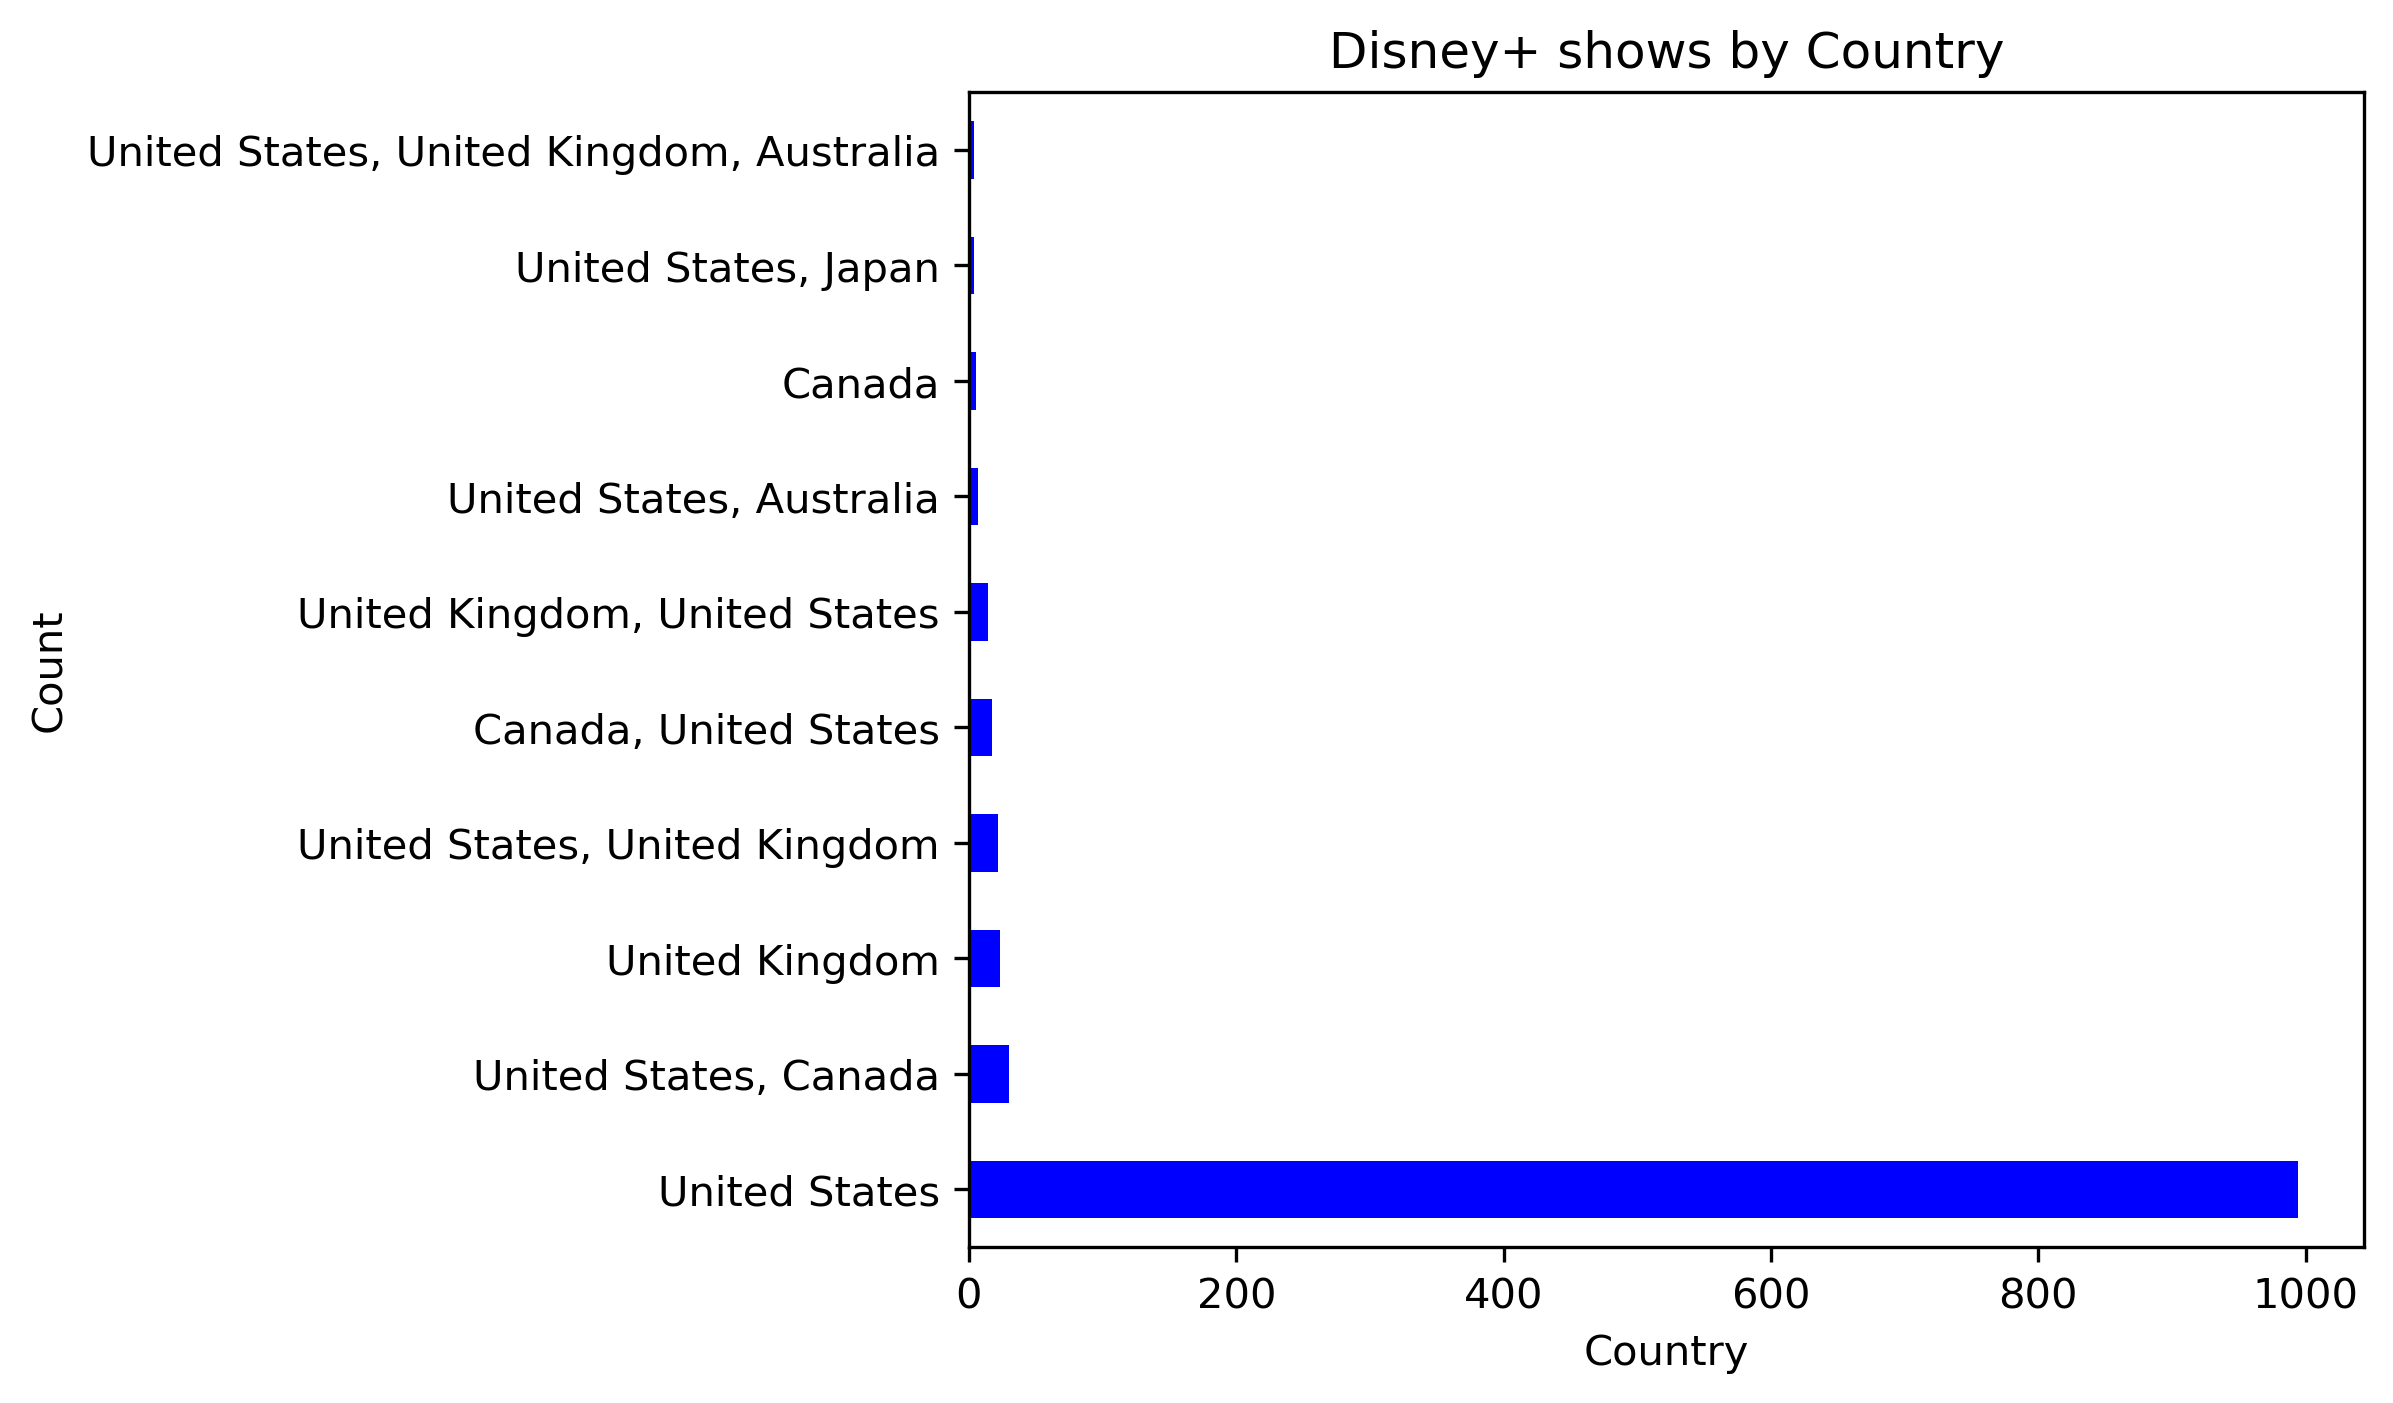 Disney+ shows by Country
United States, United Kingdom, Australia
United States, Japan
Canada
United States, Australia
United Kingdom, United States
Canada, United States
United States, United Kingdom
United Kingdom
United States, Canada
United States
Count
0 200 400 600 800 1000
Country